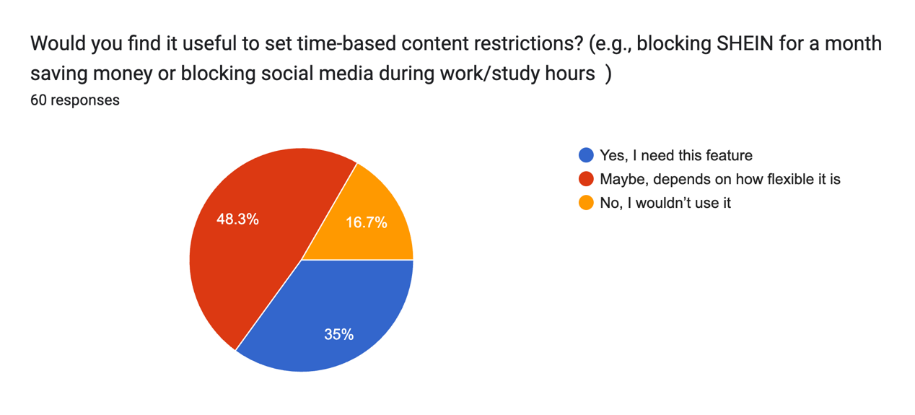 Would you find it useful to set time-based content restrictions? (e.g., blocking SHEIN for a month
saving money or blocking social media during work/study hours  )
60 responses
Yes, I need this feature
Maybe, depends on how flexible it is
No, I wouldn't use it
48.3%
16.7%
35%